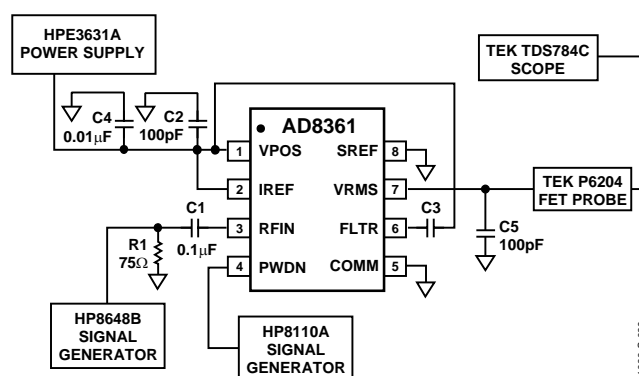 HPE3631A
POWER SUPPLY
TEK TDS784C
SCOPE
C4
0.01μF
C2
100pF
AD8361
1 VPOS
SREF 8
2 IREF
VRMS 7
TEK P6204
FET PROBE
C1
0.1μF
3 RFIN
FLTR 6
C3
R1
75Ω
4 PWDN
COMM 5
C5
100pF
HP8648B
SIGNAL
GENERATOR
HP8110A
SIGNAL
GENERATOR